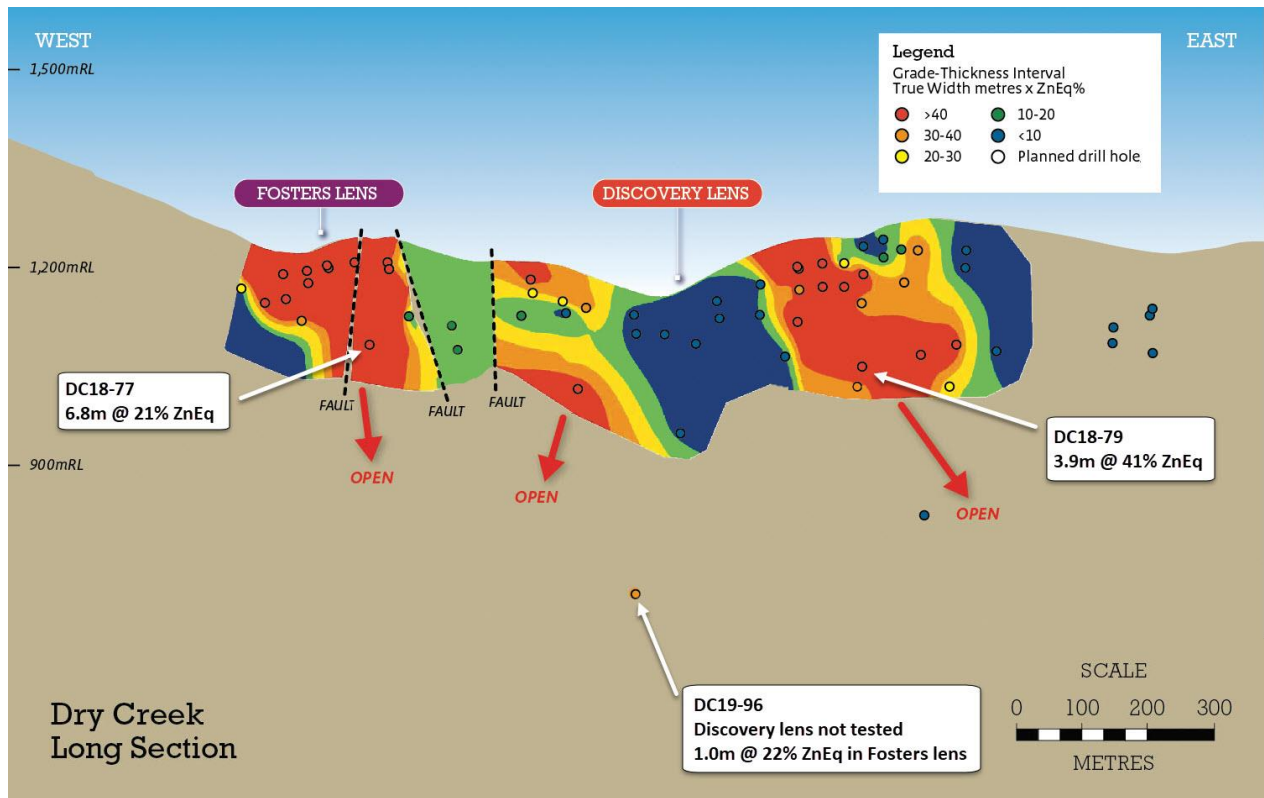 WEST
EAST
1,500mRL
Legend
Grade-Thickness Interval
True Width metres x ZnEq%
>40
10-20
30-40
<10
20-30
Planned drill hole
FOSTERS LENS
DISCOVERY LENS
1,200mRL
DC18-77
6.8m @ 21% ZnEq
FAULT
FAULT
FAULT
DC18-79
3.9m @ 41% ZnEq
900mRL
OPEN
OPEN
OPEN
DC19-96
Discovery lens not tested
1.0m @ 22% ZnEq in Fosters lens
Dry Creek
Long Section
SCALE
0 100 200 300
METRES